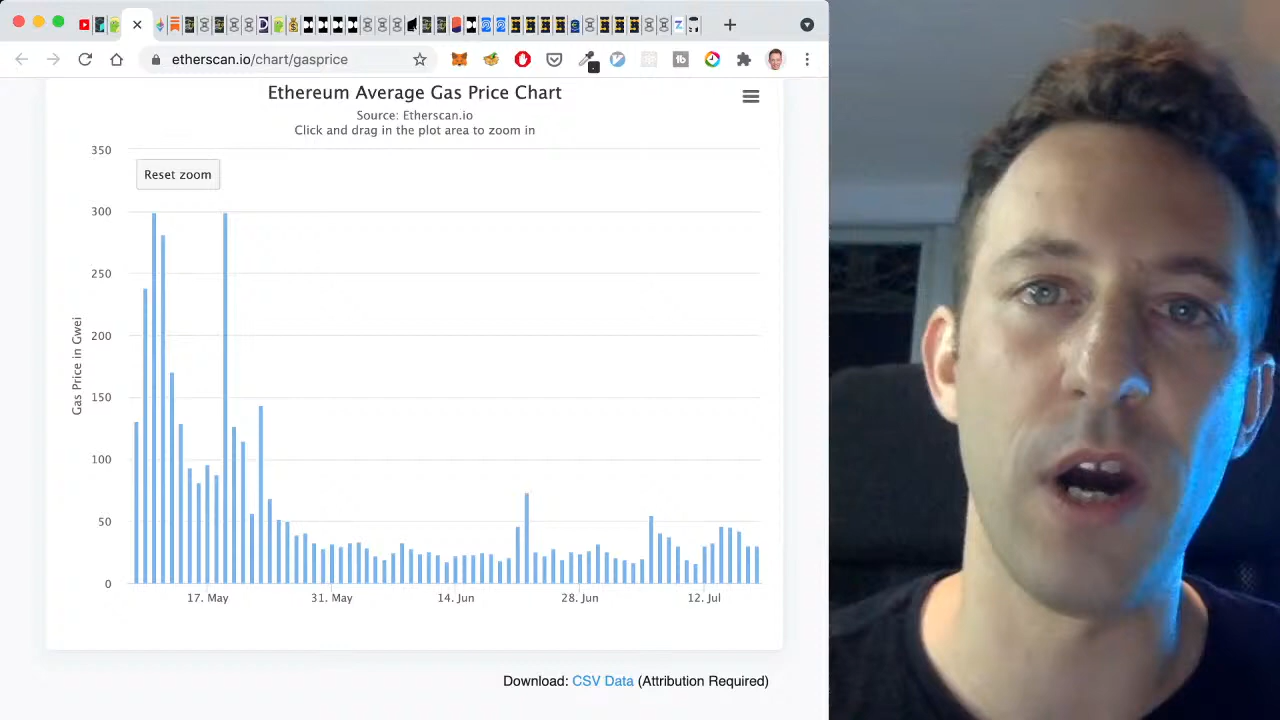 etherscan.io/chart/gasprice
Ethereum Average Gas Price Chart
Source: Etherscan.io
Click and drag in the plot area to zoom in
Reset zoom
Gas Price in Gwei
350
300
250
200
150
100
50
0
17. May
31. May
14. Jun
28. Jun
12. Jul
Download: CSV Data (Attribution Required)